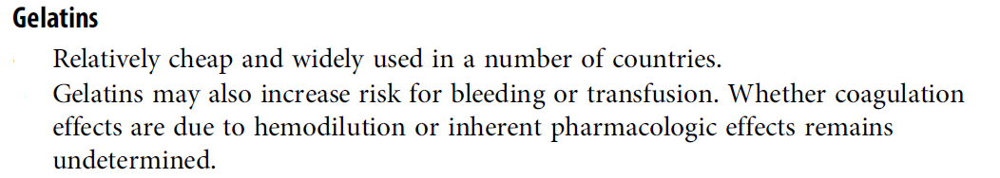 Gelatins
Relatively cheap and widely used in a number of countries.
Gelatins may also increase risk for bleeding or transfusion. Whether coagulation
effects are due to hemodilution or inherent pharmacologic effects remains
undetermined.